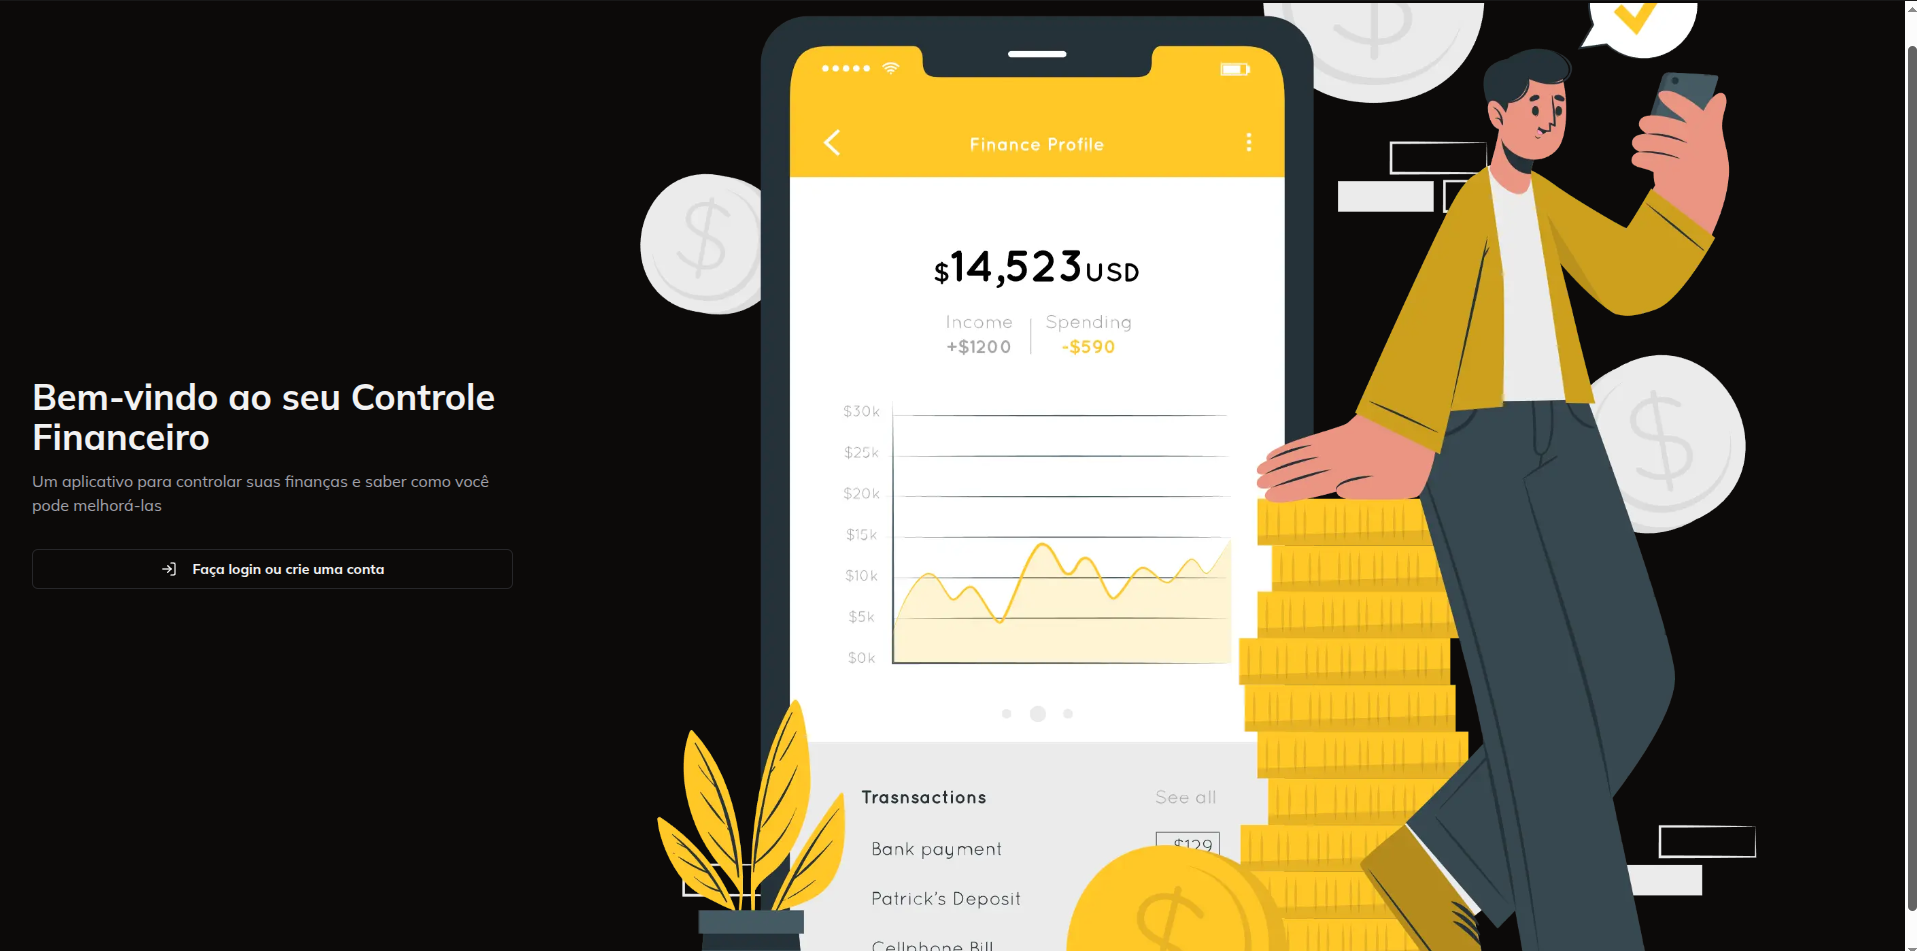 Bem-vindo ao seu Controle
Financeiro
Um aplicativo para controlar suas finanças e saber como você
pode melhorá-las
Faça login ou crie uma conta
Finance Profile
$14,523USD
Income
+$1200
Spending
-$590
$30k
$25k
$20k
$15k
$10k
$5k
$0k
Trasnsactions
See all
Bank payment
$129
Patrick's Deposit
Cellphone Bill